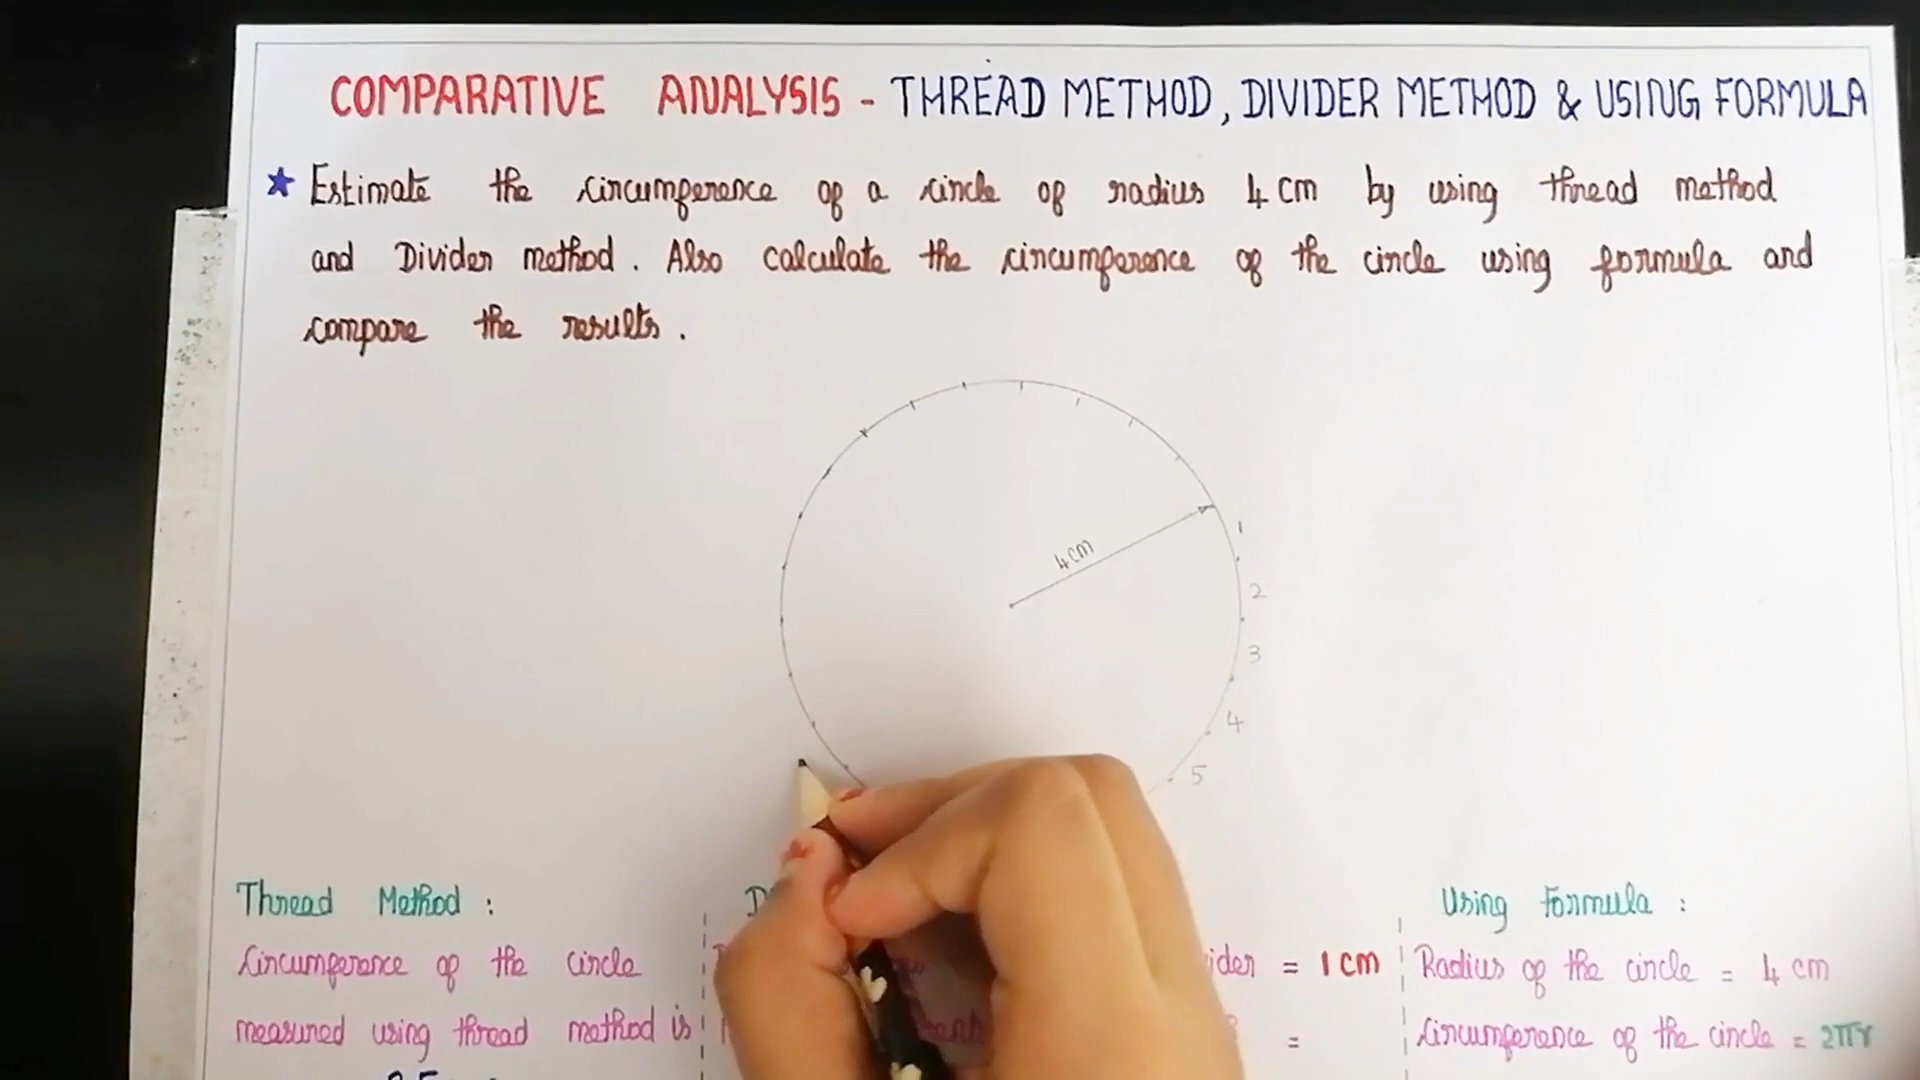 COMPARATIVE ANALYSIS - THREAD METHOD, DIVIDER METHOD & USING FORMULA
★ Estimate the circumference of a circle of radius 4 cm by using thread method
and Divider method. Also calculate the circumference of the circle using formula and
compare the results.
4 cm
1
2
3
4
5
Thread Method :
Circumference of the circle
measured using thread method is
= 1 cm
=
Using Formula :
Radius of the circle = 4 cm
Circumference of the circle = 2πr